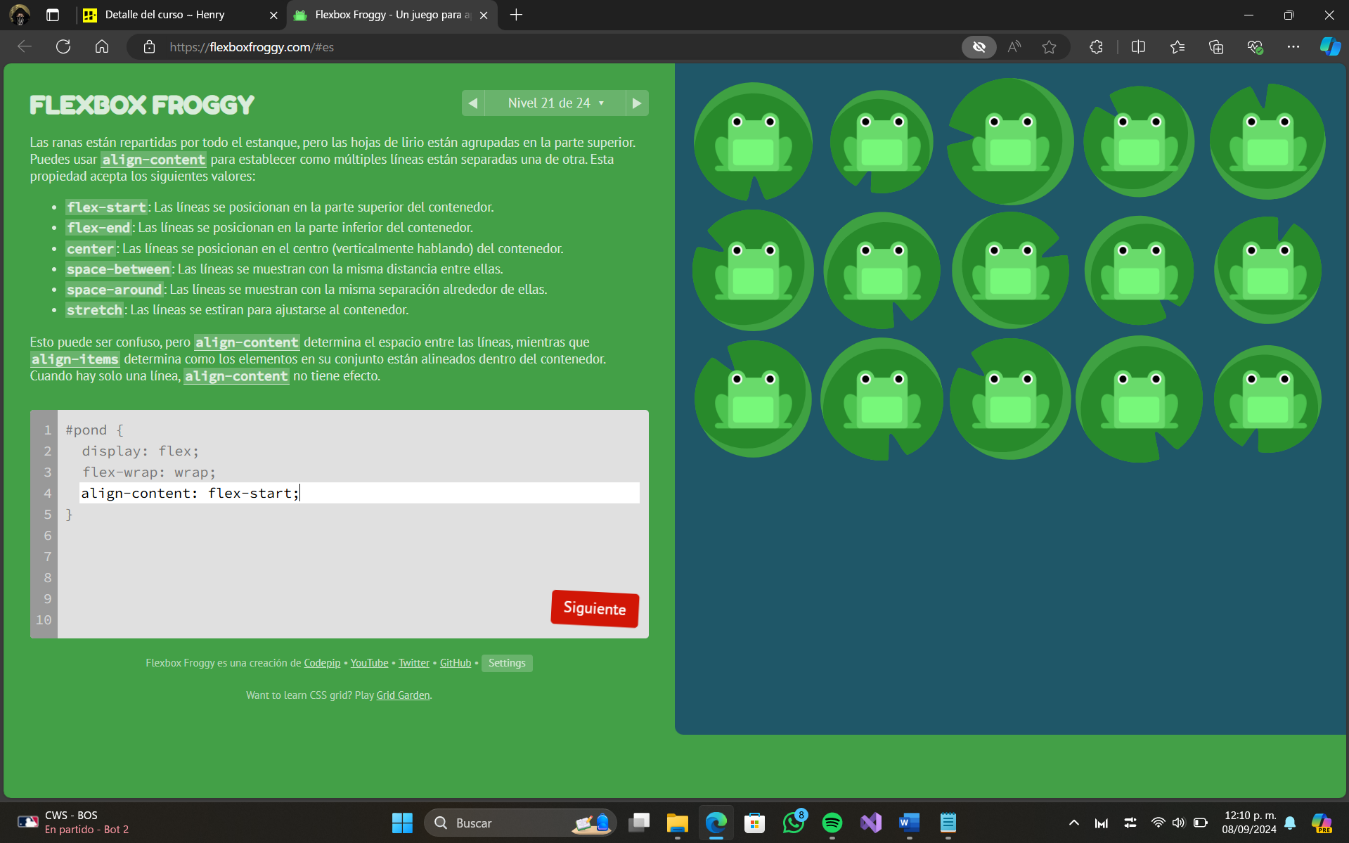 Detalle del curso – Henry
Flexbox Froggy - Un juego para a
https://flexboxfroggy.com/#es
FLEXBOX FROGGY
Nivel 21 de 24
Las ranas están repartidas por todo el estanque, pero las hojas de lirio están agrupadas en la parte superior.
Puedes usar align-content para establecer como múltiples líneas están separadas una de otra. Esta
propiedad acepta los siguientes valores:
• flex-start: Las líneas se posicionan en la parte superior del contenedor.
• flex-end: Las líneas se posicionan en la parte inferior del contenedor.
• center: Las líneas se posicionan en el centro (verticalmente hablando) del contenedor.
• space-between: Las líneas se muestran con la misma distancia entre ellas.
• space-around: Las líneas se muestran con la misma separación alrededor de ellas.
• stretch: Las líneas se estiran para ajustarse al contenedor.
Esto puede ser confuso, pero align-content determina el espacio entre las líneas, mientras que
align-items determina como los elementos en su conjunto están alineados dentro del contenedor.
Cuando hay solo una línea, align-content no tiene efecto.
1 #pond {
2 display: flex;
3 flex-wrap: wrap;
4 align-content: flex-start;
5 }
6
7
8
9
10
Siguiente
Flexbox Froggy es una creación de Codepip • YouTube • Twitter • GitHub • Settings
Want to learn CSS grid? Play Grid Garden.
CWS - BOS
En partido - Bot 2
Buscar
8
12:10 p. m.
08/09/2024
PRE